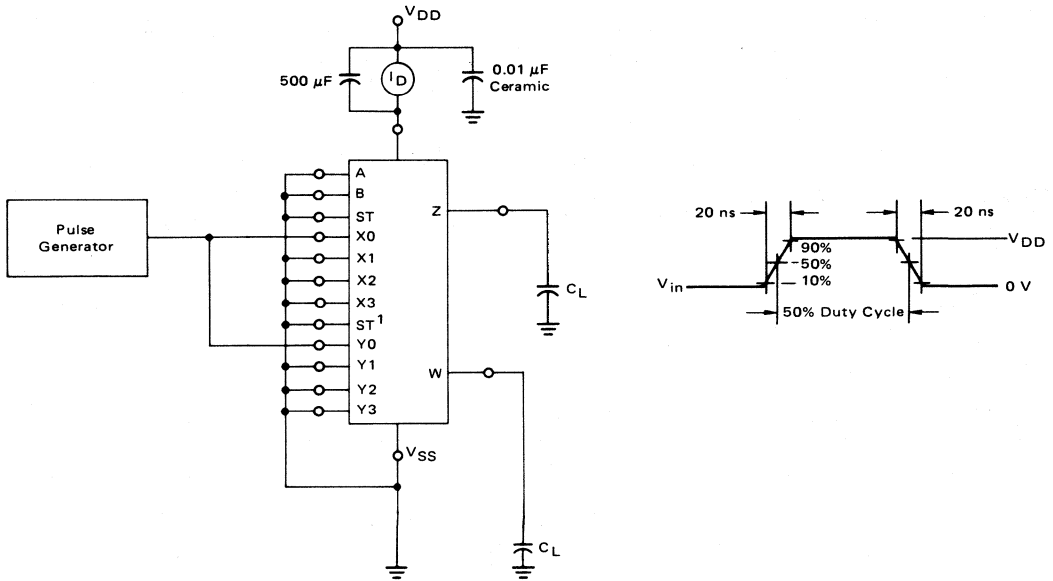 VDD
500 μF
ID
0.01 μF
Ceramic
Pulse
Generator
A
B
ST
X0
X1
X2
X3
ST1
Y0
Y1
Y2
Y3
Z
W
VSS
CL
CL
20 ns
20 ns
90%
50%
10%
VDD
Vin
0 V
50% Duty Cycle